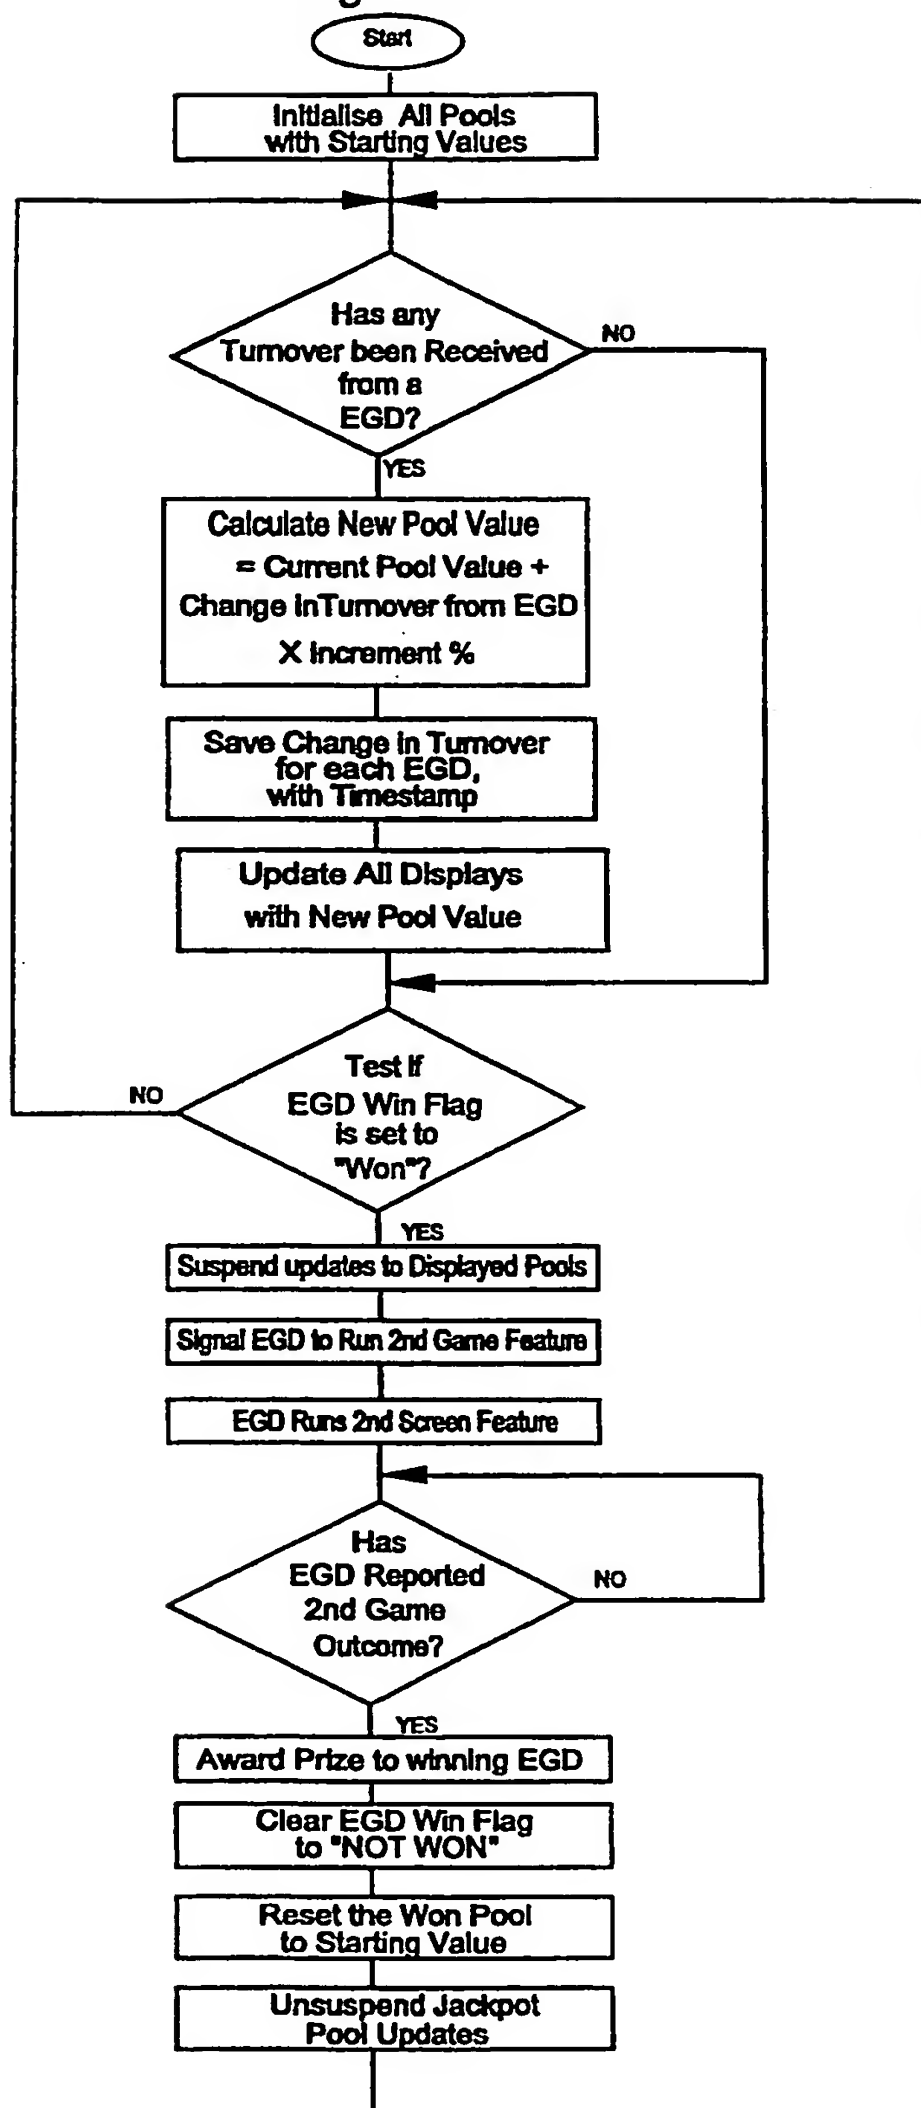 Start
Initialise All Pools
with Starting Values
Has any
Turnover been Received
from a
EGD?
NO
YES
Calculate New Pool Value
= Current Pool Value +
Change inTurnover from EGD
X Increment %
Save Change in Turnover
for each EGD,
with Timestamp
Update All Displays
with New Pool Value
Test if
EGD Win Flag
is set to
"Won"?
NO
YES
Suspend updates to Displayed Pools
Signal EGD to Run 2nd Game Feature
EGD Runs 2nd Screen Feature
Has
EGD Reported
2nd Game
Outcome?
NO
YES
Award Prize to winning EGD
Clear EGD Win Flag
to "NOT WON"
Reset the Won Pool
to Starting Value
Unsuspend Jackpot
Pool Updates